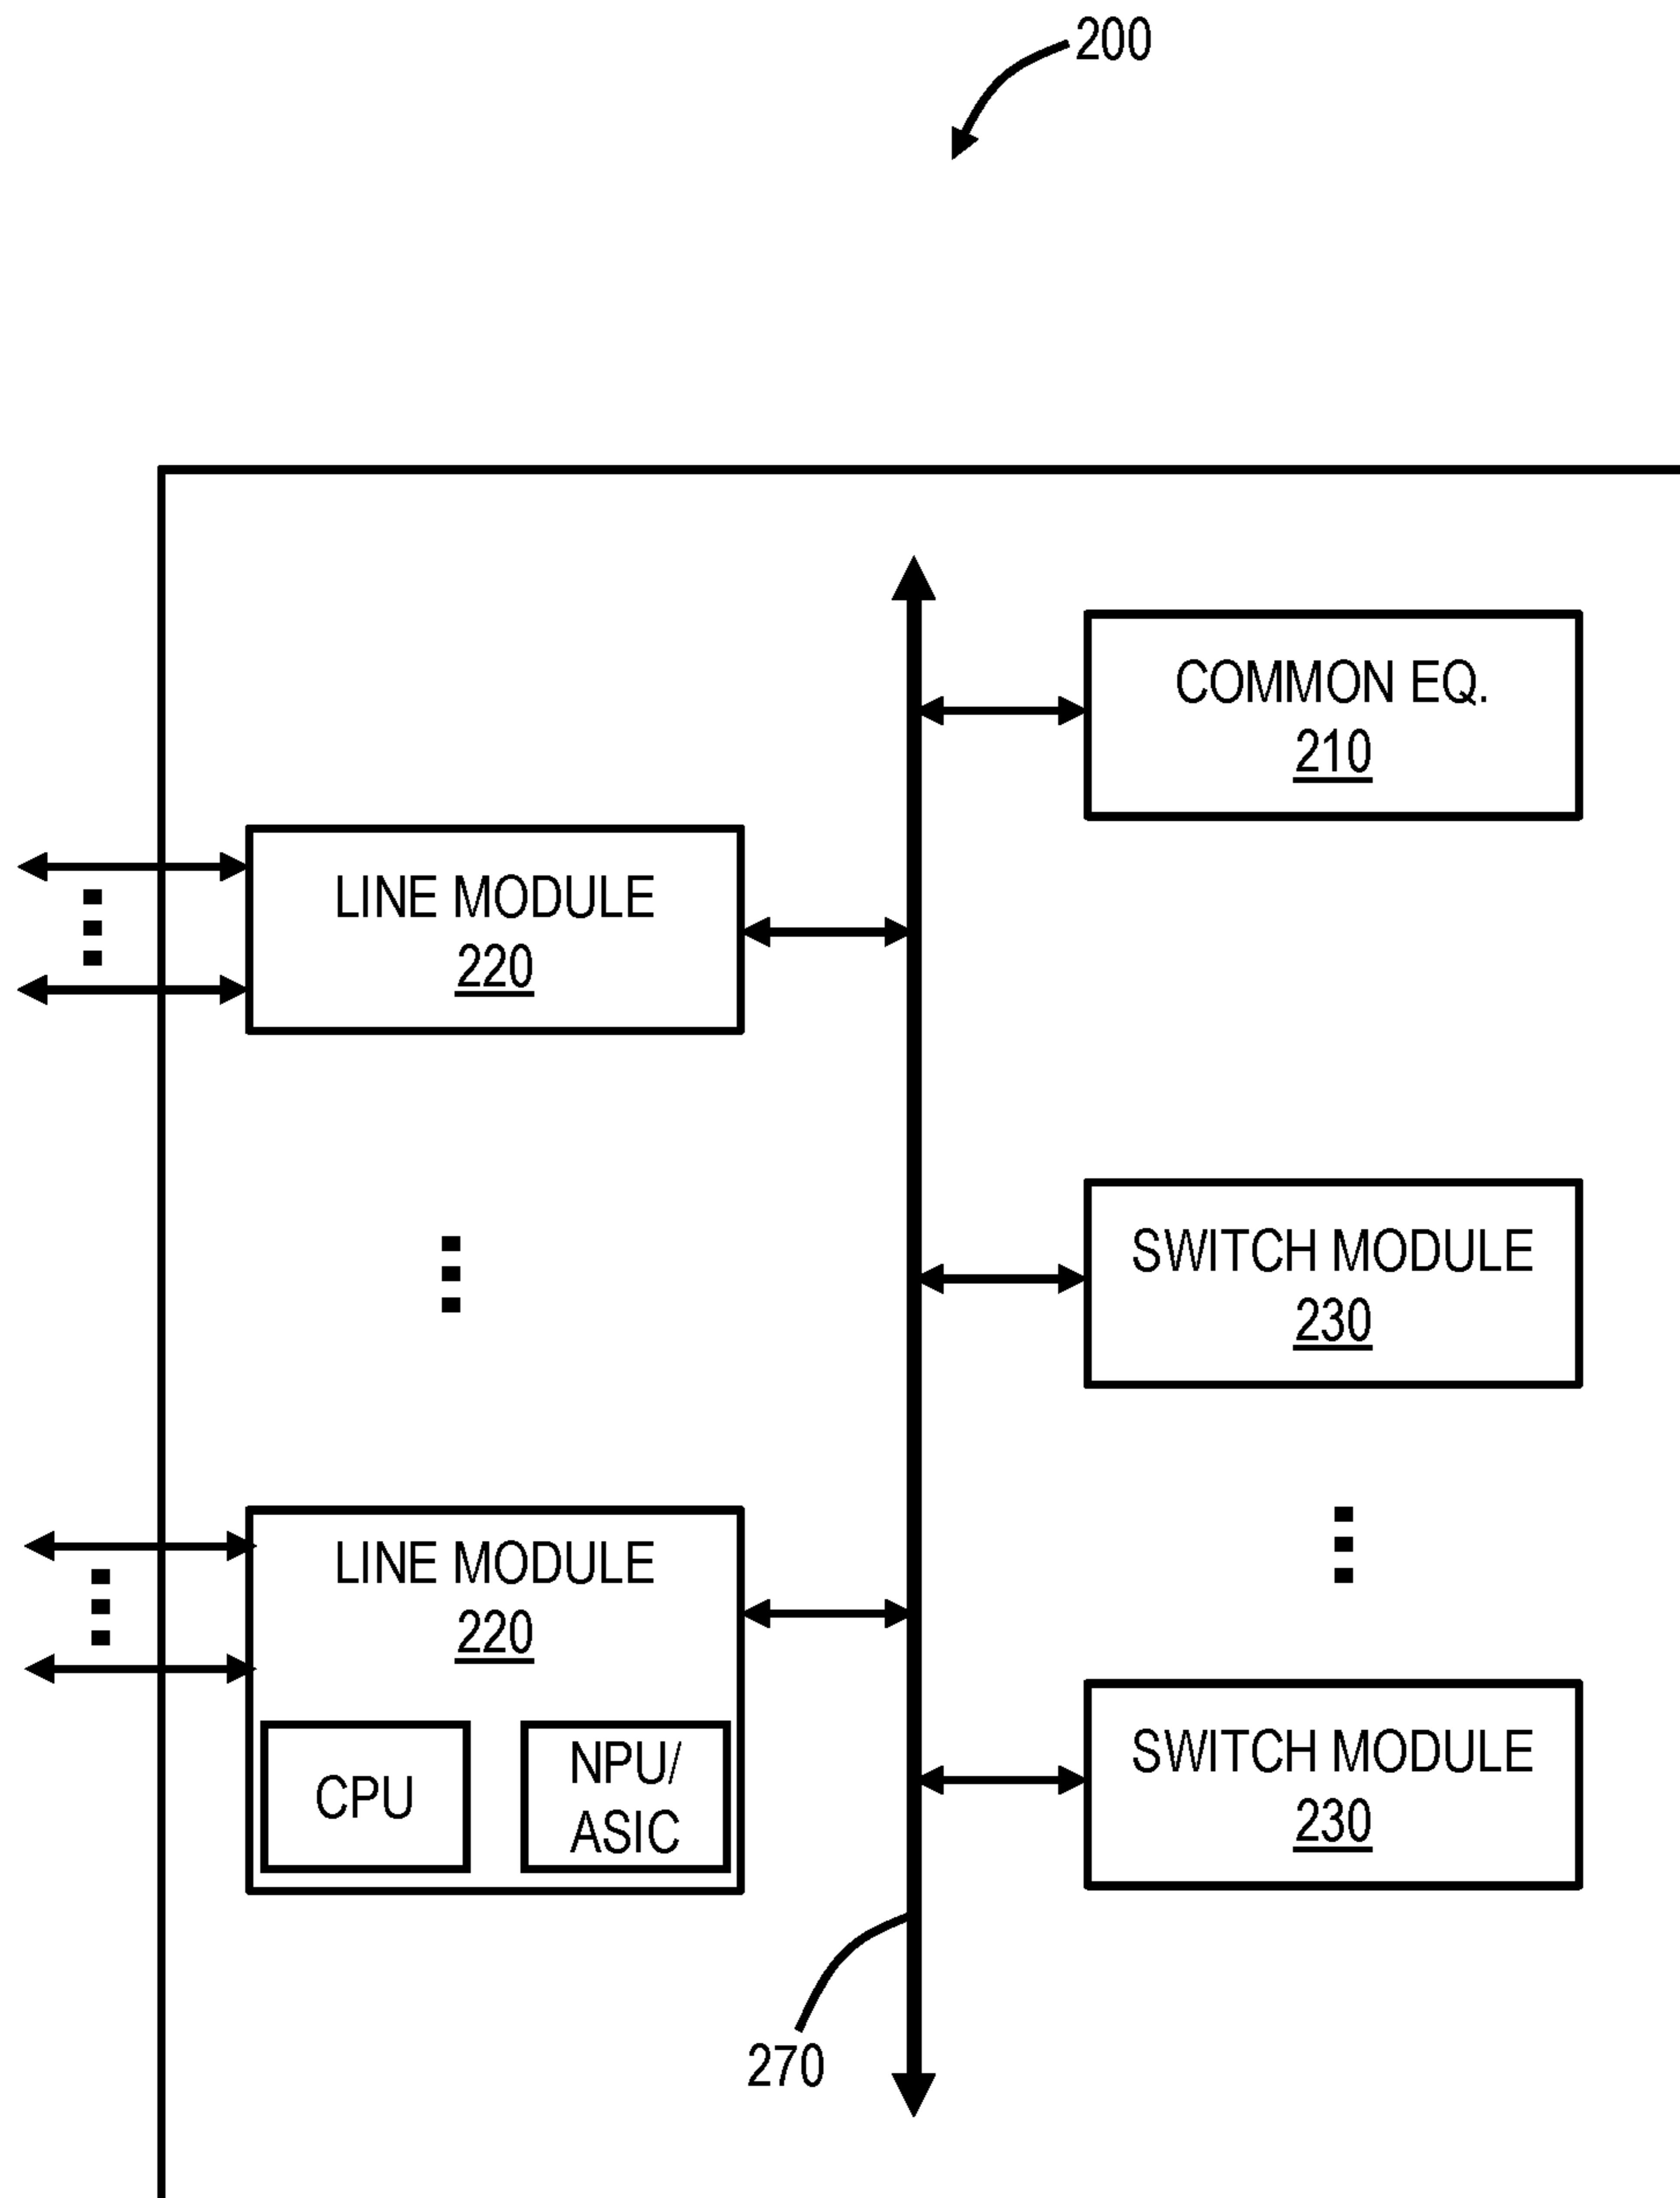 200
COMMON EQ.
210
LINE MODULE
220
SWITCH MODULE
230
LINE MODULE
220
CPU
NPU/
ASIC
SWITCH MODULE
230
270